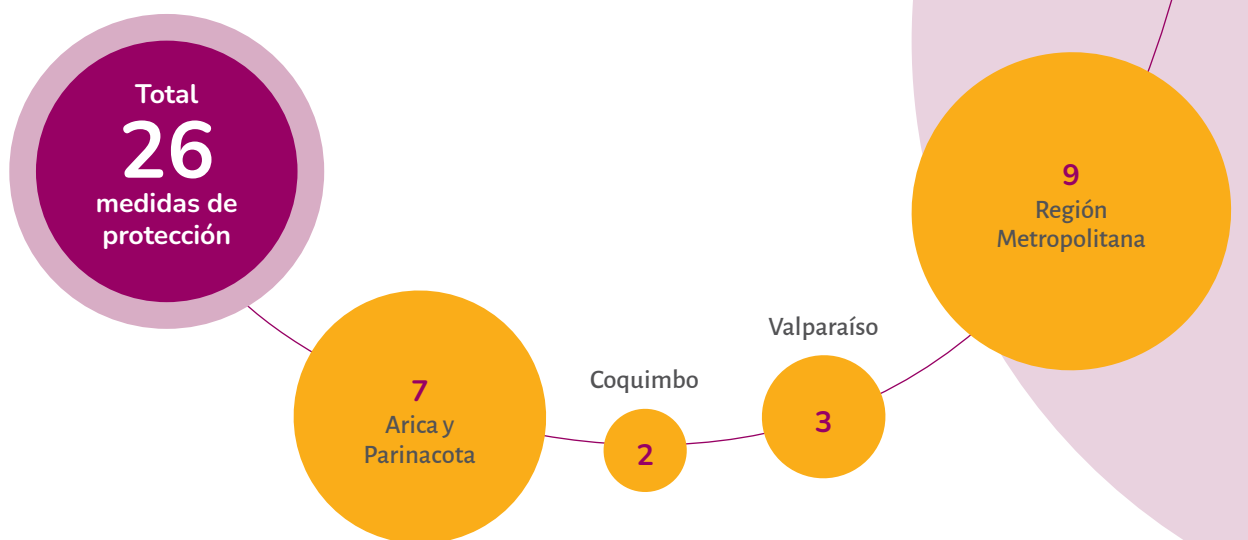 Total
26
medidas de
protección
7
Arica y
Parinacota
Coquimbo
2
Valparaíso
3
9
Región
Metropolitana